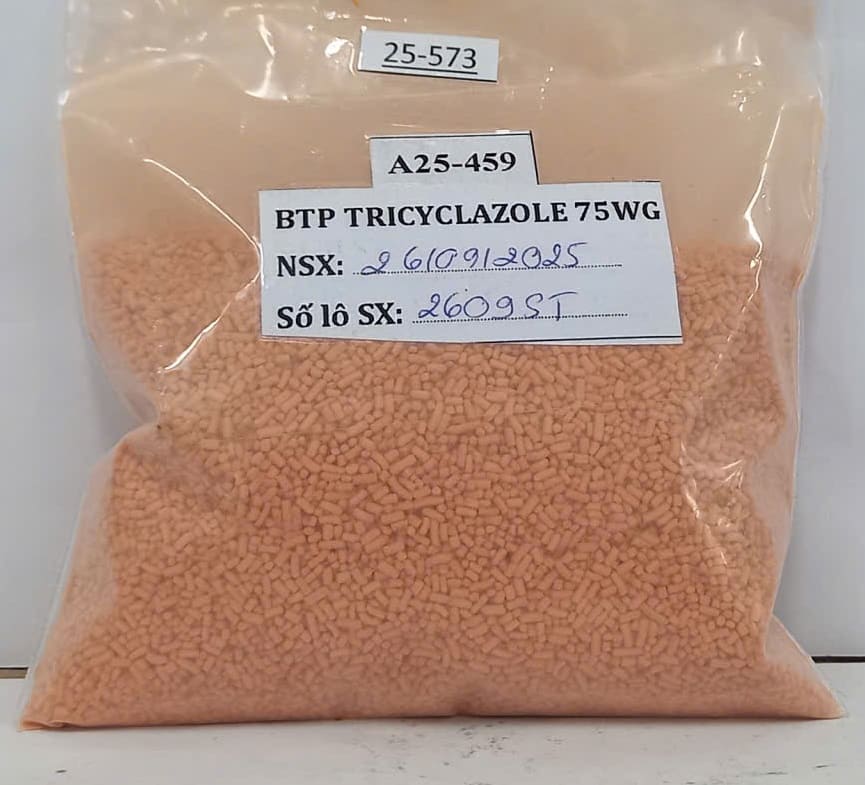 25-573
A25-459
BTP TRICYCLAZOLE 75WG
NSX: 26/09/2025
Số lô SX: 2609ST